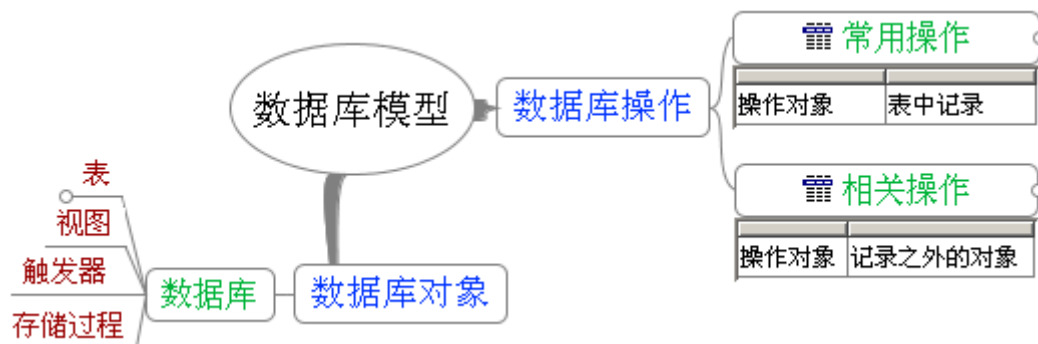 数据库模型
数据库操作
常用操作
操作对象 表中记录
相关操作
操作对象 记录之外的对象
数据库对象
数据库
表
视图
触发器
存储过程